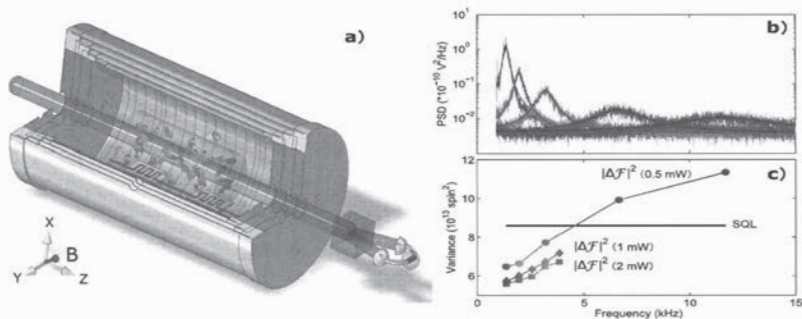 a)
X
Y
B
Z
b)
PSD (*10⁻¹⁰ V²/Hz)
10¹
10⁰
10⁻¹
10⁻²
c)
Variance (10¹³ spin²)
12
10
8
6
|Δℱ|² (0.5 mW)
SQL
|Δℱ|² (1 mW)
|Δℱ|² (2 mW)
0
5
10
15
Frequency (kHz)